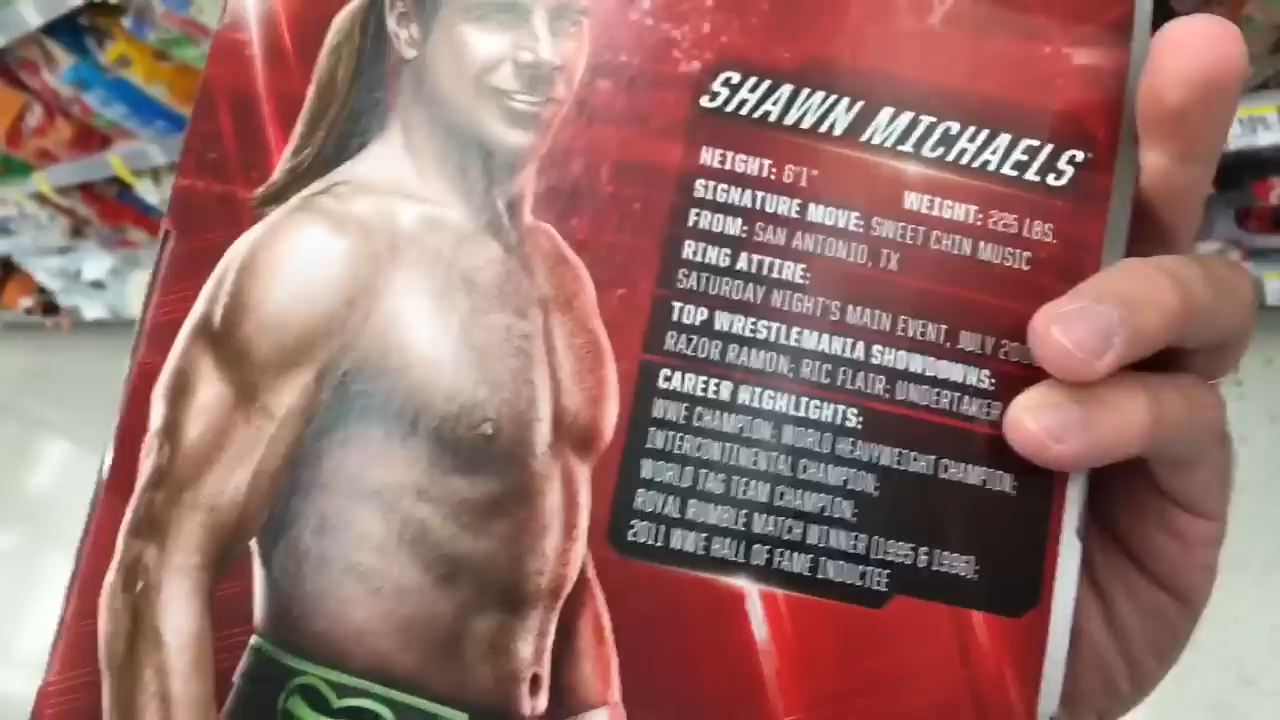 SHAWN MICHAELS
HEIGHT: 6'1" WEIGHT: 225 LBS.
SIGNATURE MOVE: SWEET CHIN MUSIC
FROM: SAN ANTONIO, TX
RING ATTIRE:
SATURDAY NIGHT'S MAIN EVENT, JULY
TOP WRESTLEMANIA SHOWDOWNS:
RAZOR RAMON; RIC FLAIR; UNDERTAKER
CAREER HIGHLIGHTS:
WWE CHAMPION; WORLD HEAVYWEIGHT CHAMPION;
INTERCONTINENTAL CHAMPION;
WORLD TAG TEAM CHAMPION;
ROYAL RUMBLE MATCH WINNER (1995 & 1996);
2011 WWE HALL OF FAME INDUCTEE